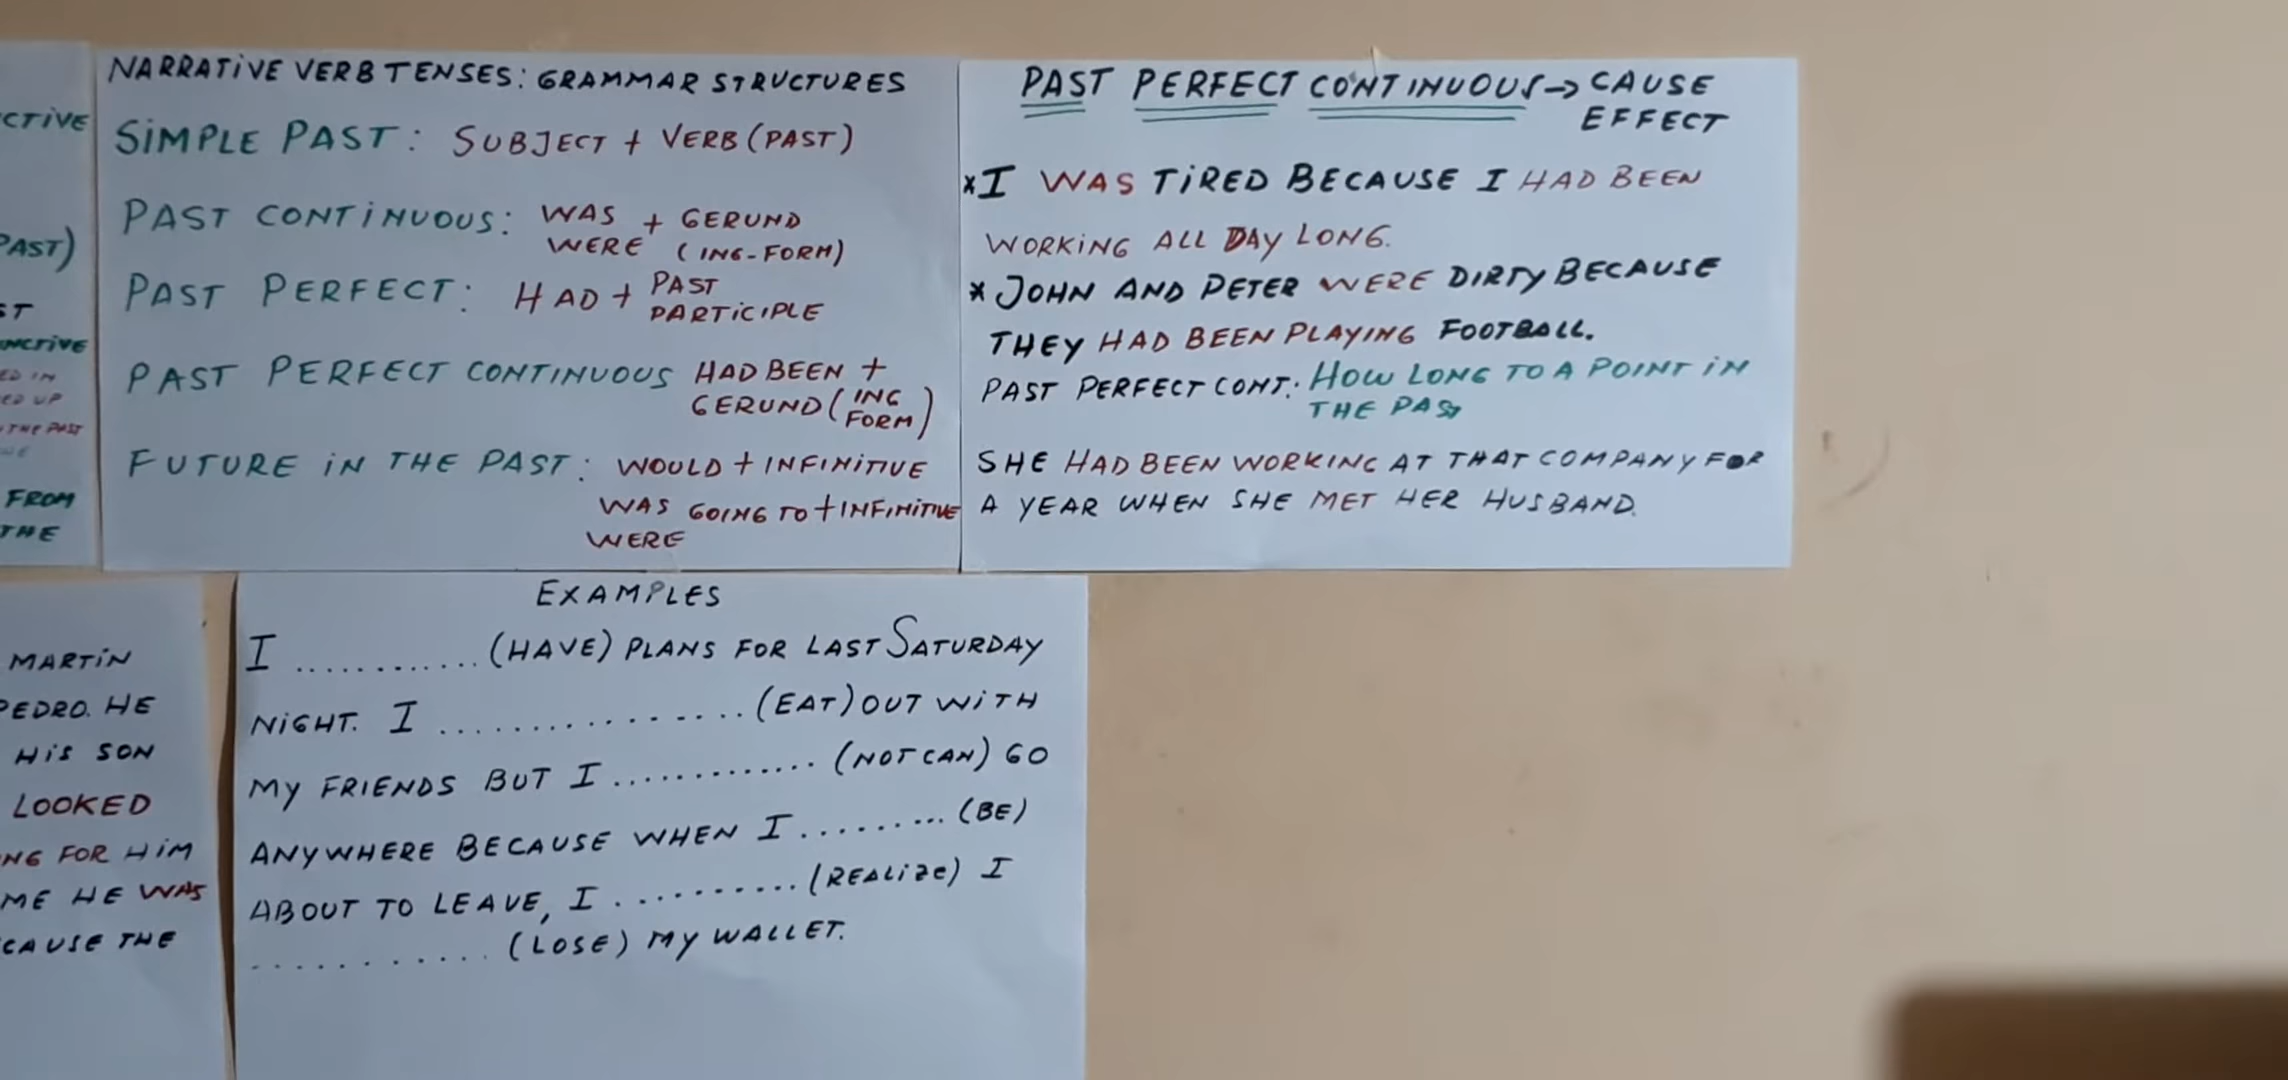 CTIVE
PAST)
ST
FROM
THE
NARRATIVE VERB TENSES: GRAMMAR STRUCTURES
SIMPLE PAST: SUBJECT + VERB (PAST)
PAST CONTINUOUS: WAS + GERUND
WERE (ING-FORM)
PAST PERFECT: HAD + PAST
PARTICIPLE
PAST PERFECT CONTINUOUS HAD BEEN +
GERUND (ING
FORM)
FUTURE IN THE PAST: WOULD + INFINITIVE
WAS GOING TO + INFINITIVE
WERE
PAST PERFECT CONTINUOUS → CAUSE
EFFECT
*I WAS TIRED BECAUSE I HAD BEEN
WORKING ALL DAY LONG.
* JOHN AND PETER WERE DIRTY BECAUSE
THEY HAD BEEN PLAYING FOOTBALL.
PAST PERFECT CONT: HOW LONG TO A POINT IN
THE PAST
SHE HAD BEEN WORKING AT THAT COMPANY FOR
A YEAR WHEN SHE MET HER HUSBAND.
MARTIN
PEDRO. HE
HIS SON
LOOKED
NG FOR HIM
ME HE WAS
CAUSE THE
EXAMPLES
I ............ (HAVE) PLANS FOR LAST SATURDAY
NIGHT. I ................ (EAT) OUT WITH
MY FRIENDS BUT I ............. (NOT CAN) GO
ANYWHERE BECAUSE WHEN I ......... (BE)
ABOUT TO LEAVE, I .......... (REALIZE) I
........... (LOSE) MY WALLET.